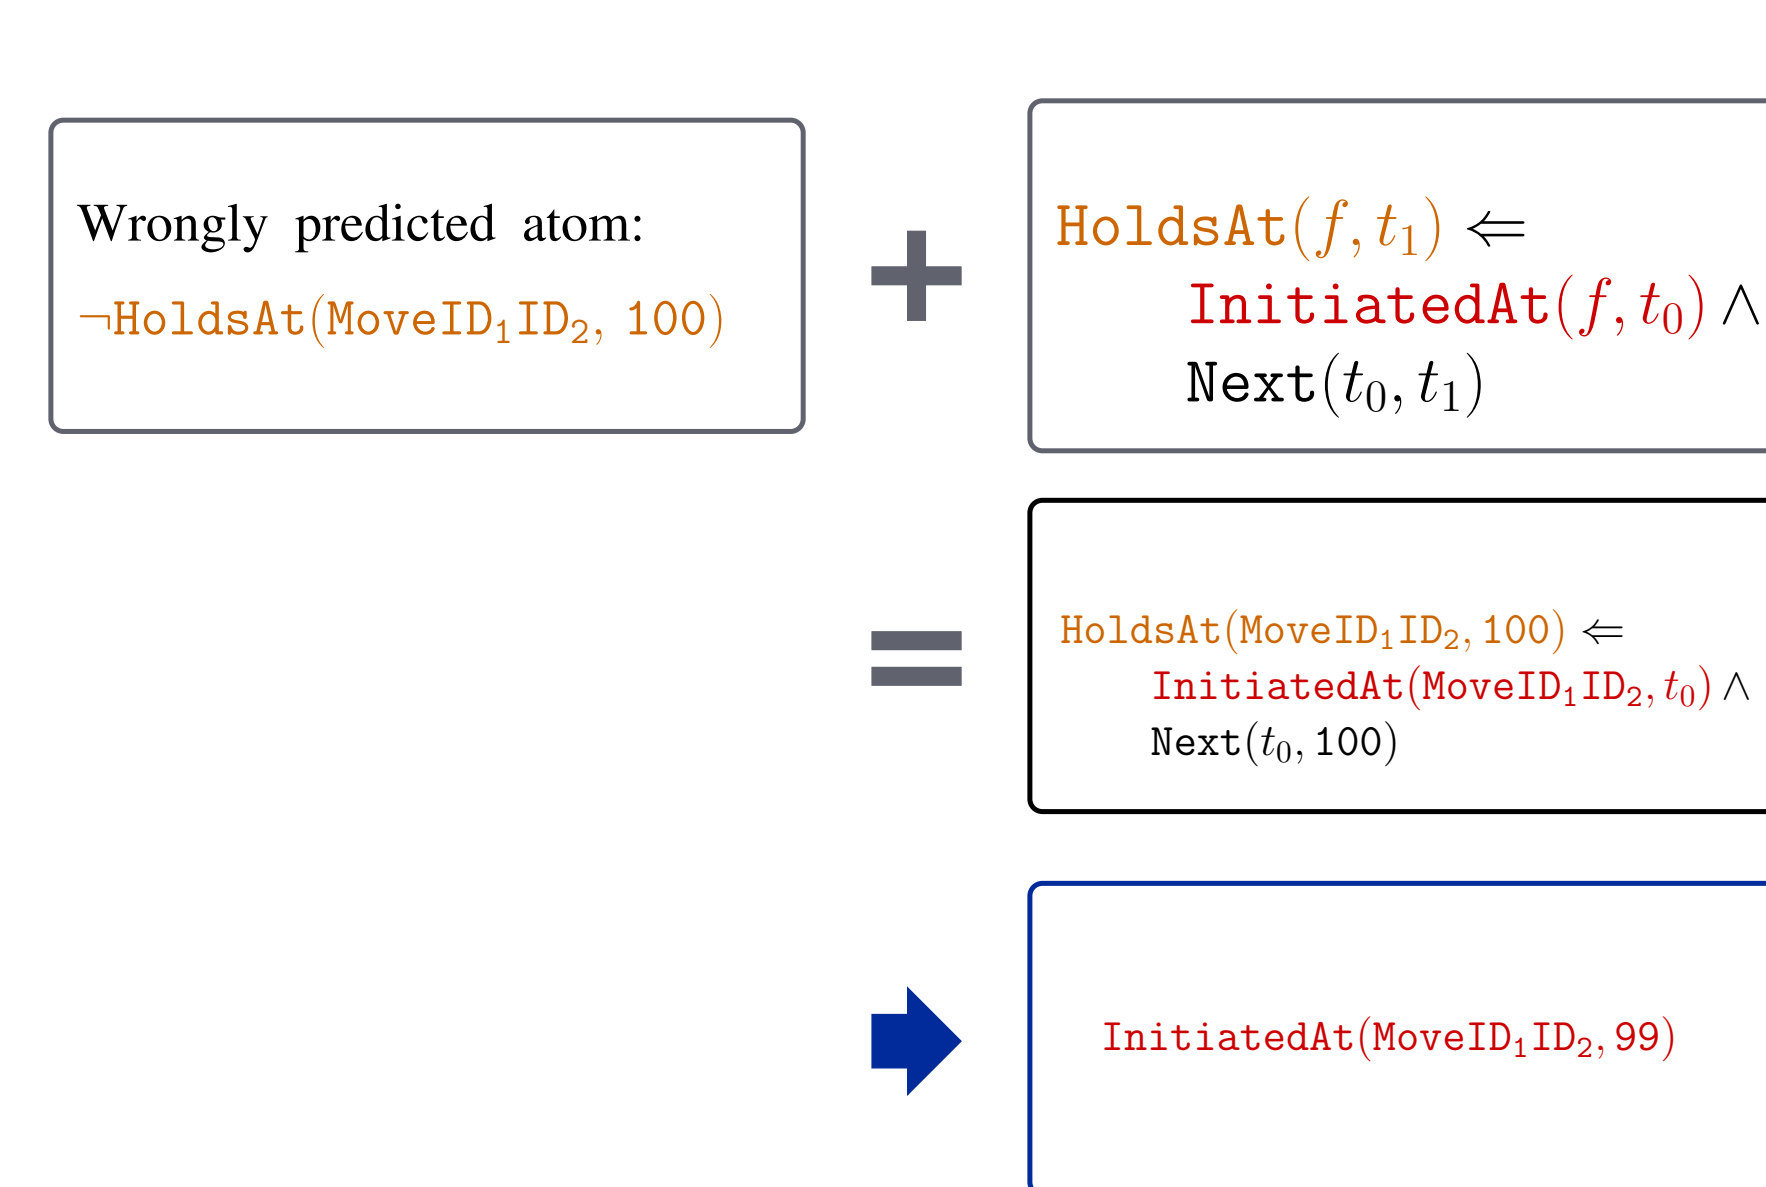 Wrongly predicted atom:
¬HoldsAt(MoveID₁ID₂, 100)
+
HoldsAt(f, t₁) ⇐
InitiatedAt(f, t₀) ∧
Next(t₀, t₁)
=
HoldsAt(MoveID₁ID₂, 100) ⇐
InitiatedAt(MoveID₁ID₂, t₀) ∧
Next(t₀, 100)
InitiatedAt(MoveID₁ID₂, 99)